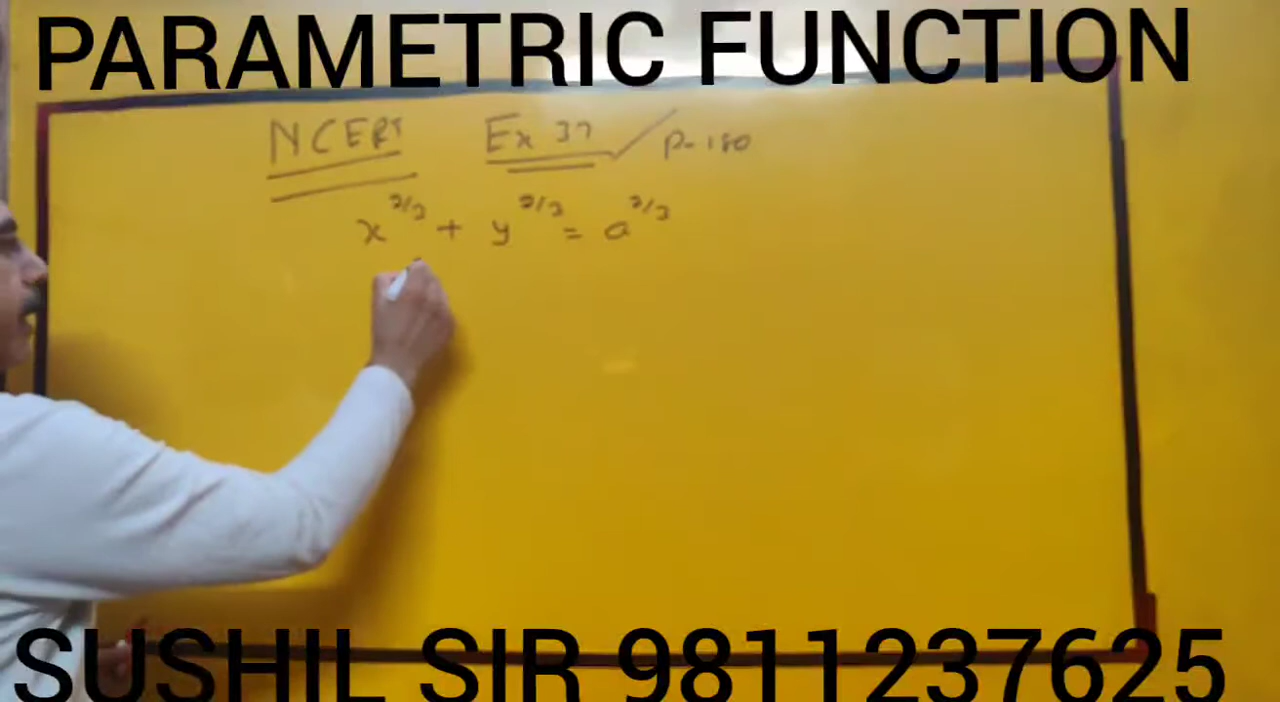 PARAMETRIC FUNCTION
NCERT Ex 37 P-180
x^2/3 + y^2/3 = a^2/3
SUSHIL SIR 9811237625